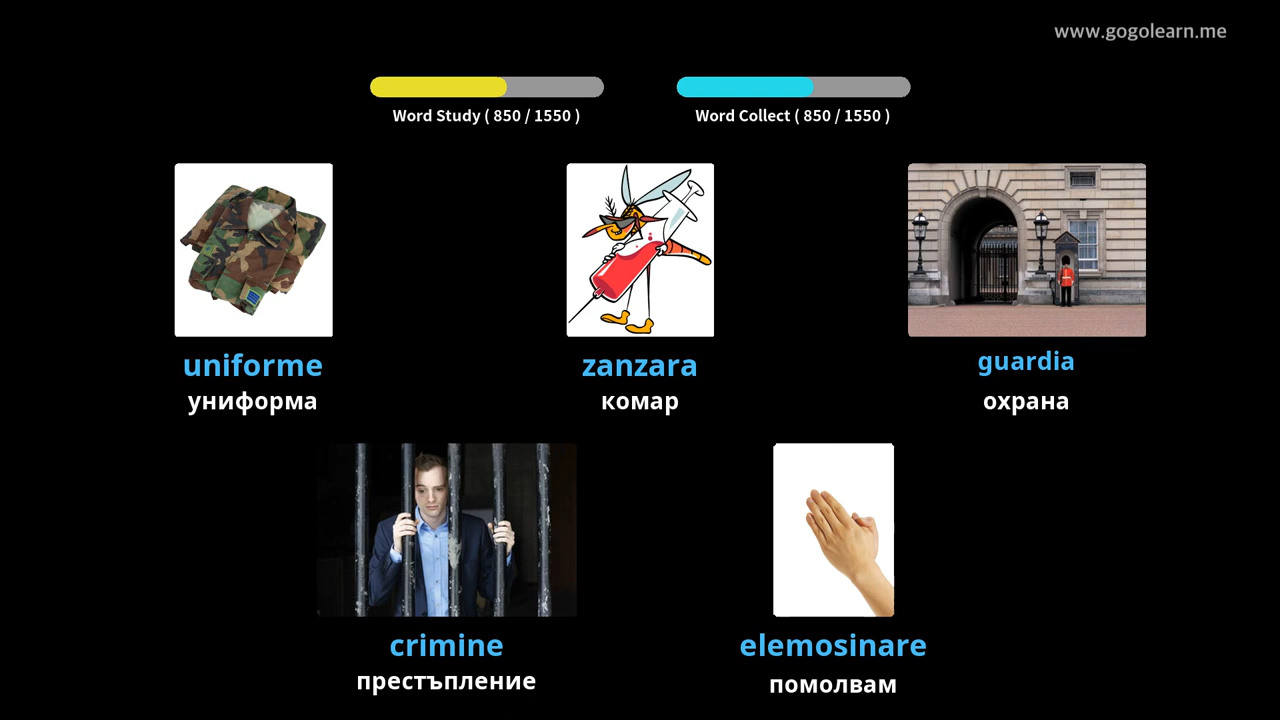 www.gogolearn.me
Word Study ( 850 / 1550 )
Word Collect ( 850 / 1550 )
uniforme
униформа
zanzara
комар
guardia
охрана
crimine
престъпление
elemosinare
помолвам